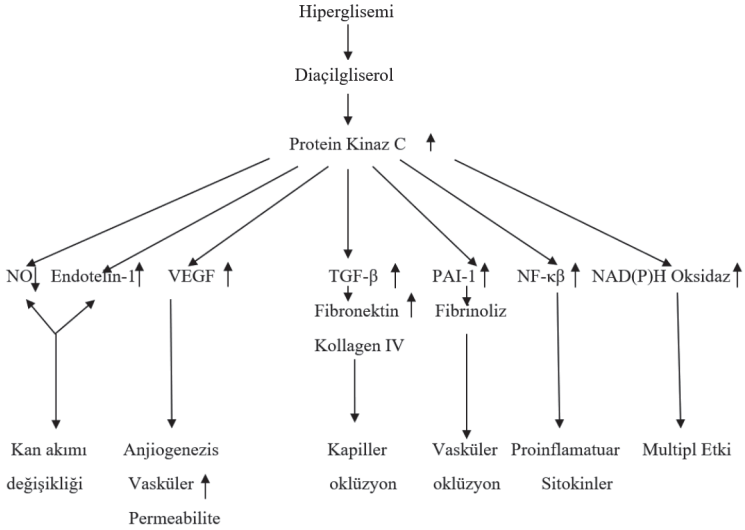 Hiperglisemi
Diaçilgliserol
Protein Kinaz C
NO Endotelin-1 VEGF TGF-β PAI-1 NF-κβ NAD(P)H Oksidaz
Fibronektin Fibrinoliz
Kollagen IV
Kan akımı Anjiogenezis Kapiller Vasküler Proinflamatuar Multipl Etki
değişikliği Vasküler oklüzyon oklüzyon Sitokinler
Permeabilite